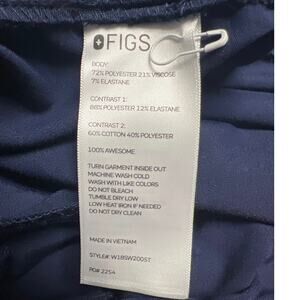 FIGS
BODY:
72% POLYESTER 21% VISCOSE
7% ELASTANE
CONTRAST 1:
88% POLYESTER 12% ELASTANE
CONTRAST 2:
60% COTTON 40% POLYESTER
100% AWESOME
TURN GARMENT INSIDE OUT
MACHINE WASH COLD
WASH WITH LIKE COLORS
DO NOT BLEACH
TUMBLE DRY LOW
LOW HEAT IRON IF NEEDED
DO NOT DRY CLEAN
MADE IN VIETNAM
STYLE#: W18SW2005T
PO# 2254